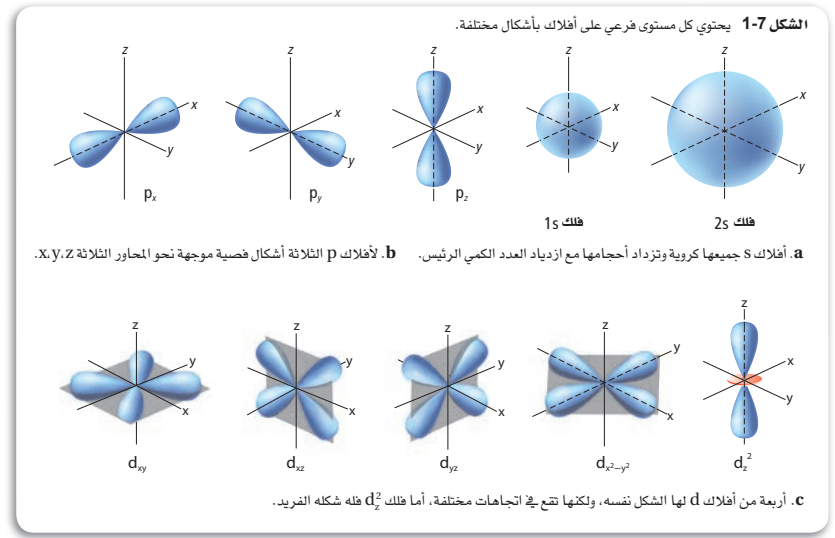 الشكل 7-1 يحتوي كل مستوى فرعي على أفلاك بأشكال مختلفة.
z z z z z
x x x x
y y y y y
pₓ pᵧ p_z
فلك 1s فلك 2s
a. أفلاك s جميعها كروية وتزداد أحجامها مع ازدياد العدد الكمي الرئيس.
b. لأفلاك p الثلاثة أشكال فصية موجهة نحو المحاور الثلاثة x,y,z.
z z z z z
y y y x
x x x x y
d_xy d_xz d_yz d_x²–y² d_z²
c. أربعة من أفلاك d لها الشكل نفسه، ولكنها تقع في اتجاهات مختلفة، أما فلك d_z² فله شكله الفريد.